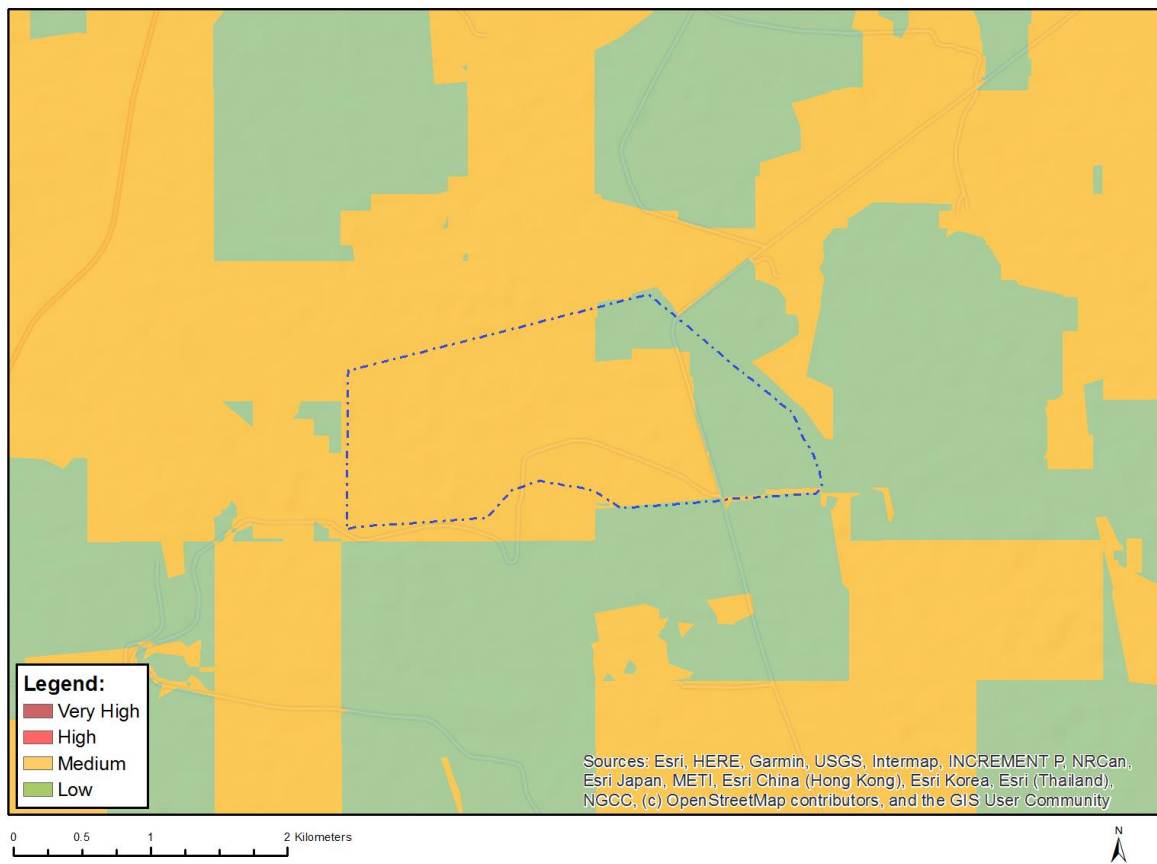 Legend:
Very High
High
Medium
Low
Sources: Esri, HERE, Garmin, USGS, Intermap, INCREMENT P, NRCan,
Esri Japan, METI, Esri China (Hong Kong), Esri Korea, Esri (Thailand),
NGCC, (c) OpenStreetMap contributors, and the GIS User Community
0 0.5 1 2 Kilometers
N